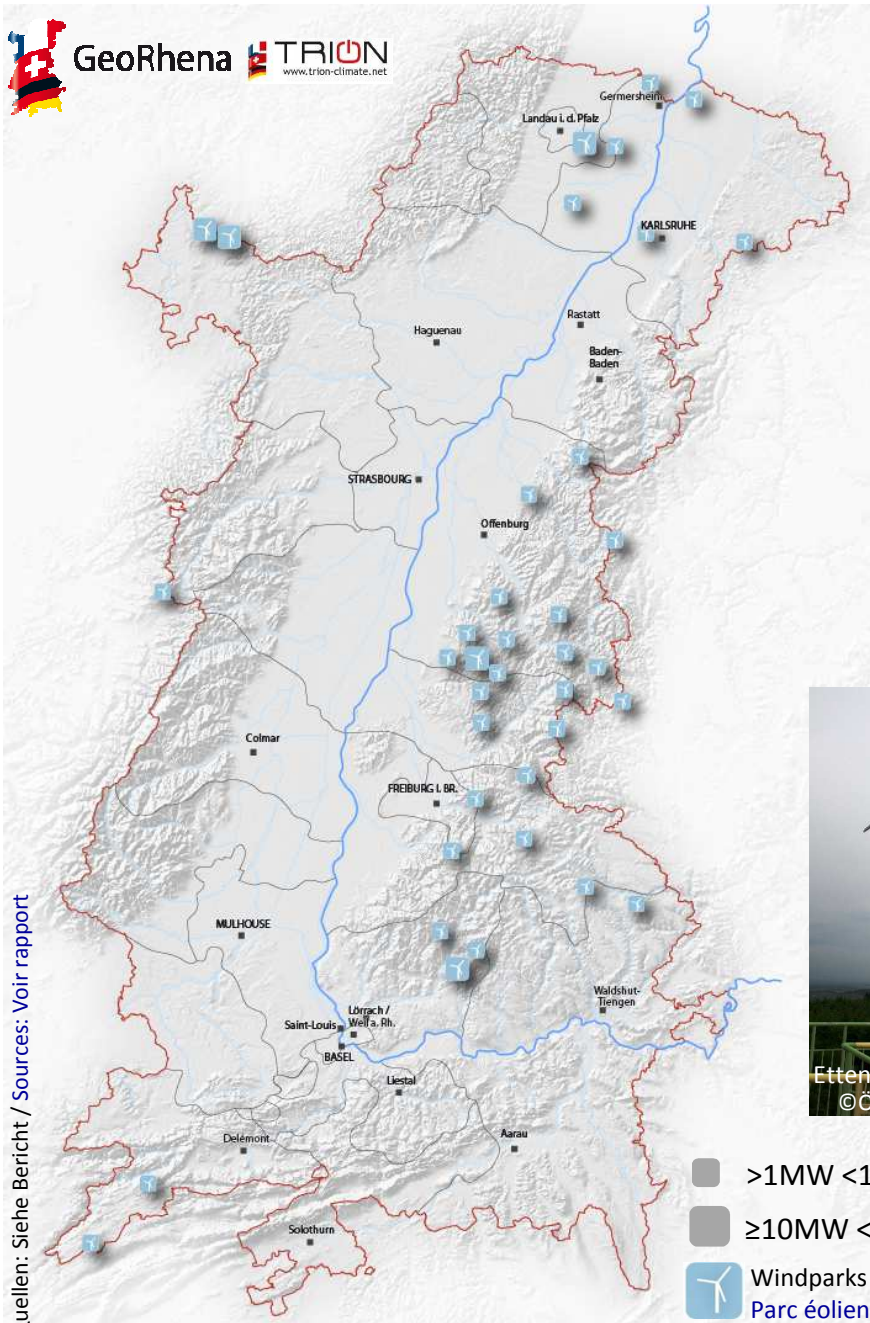 GeoRhena
TRION
www.trion-climate.net
Germersheim
Landau i. d. Pfalz
KARLSRUHE
Rastatt
Haguenau
Baden-
Baden
STRASBOURG
Offenburg
Colmar
FREIBURG I. BR.
MULHOUSE
Waldshut-
Tiengen
Lörrach /
Weil a. Rh.
Saint-Louis
BASEL
Liestal
Delémont
Aarau
Solothurn
uellen: Siehe Bericht / Sources: Voir rapport
Etten
©Ö
>1MW <1
≥10MW <
Windparks
Parc éolien